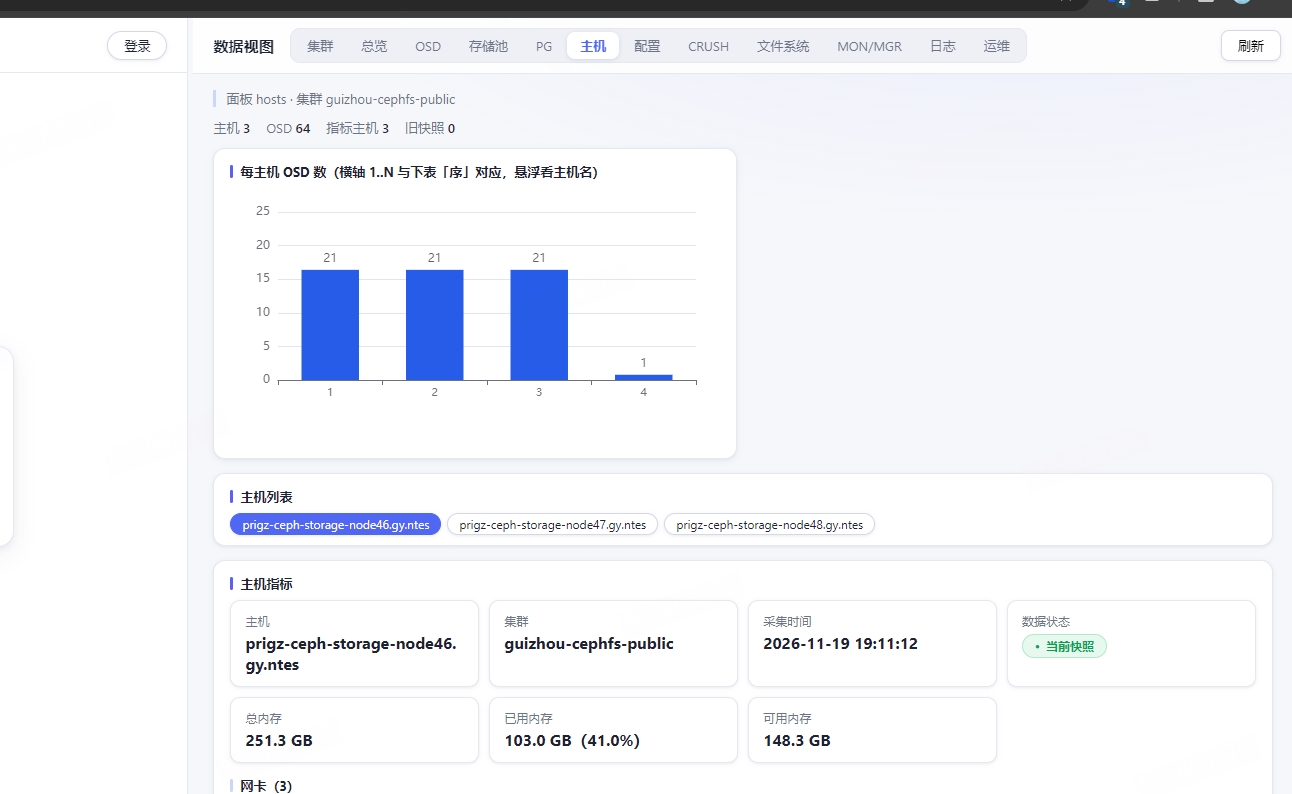 4
登录
数据视图 集群 总览 OSD 存储池 PG 主机 配置 CRUSH 文件系统 MON/MGR 日志 运维 刷新
面板 hosts · 集群 guizhou-cephfs-public
主机 3 OSD 64 指标主机 3 旧快照 0
每主机 OSD 数（横轴 1..N 与下表「序」对应，悬浮看主机名）
25
20
15
10
5
0
21 21 21 1
1 2 3 4
主机列表
prigz-ceph-storage-node46.gy.ntes prigz-ceph-storage-node47.gy.ntes prigz-ceph-storage-node48.gy.ntes
主机指标
主机
prigz-ceph-storage-node46.
gy.ntes
集群
guizhou-cephfs-public
采集时间
2026-11-19 19:11:12
数据状态
• 当前快照
总内存
251.3 GB
已用内存
103.0 GB（41.0%）
可用内存
148.3 GB
网卡（3）